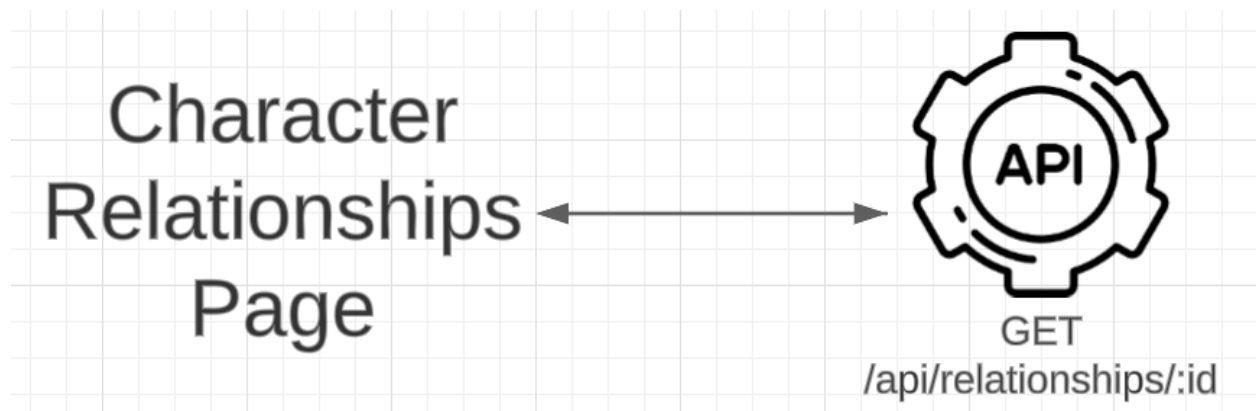 Character
Relationships
Page
API
GET
/api/relationships/:id